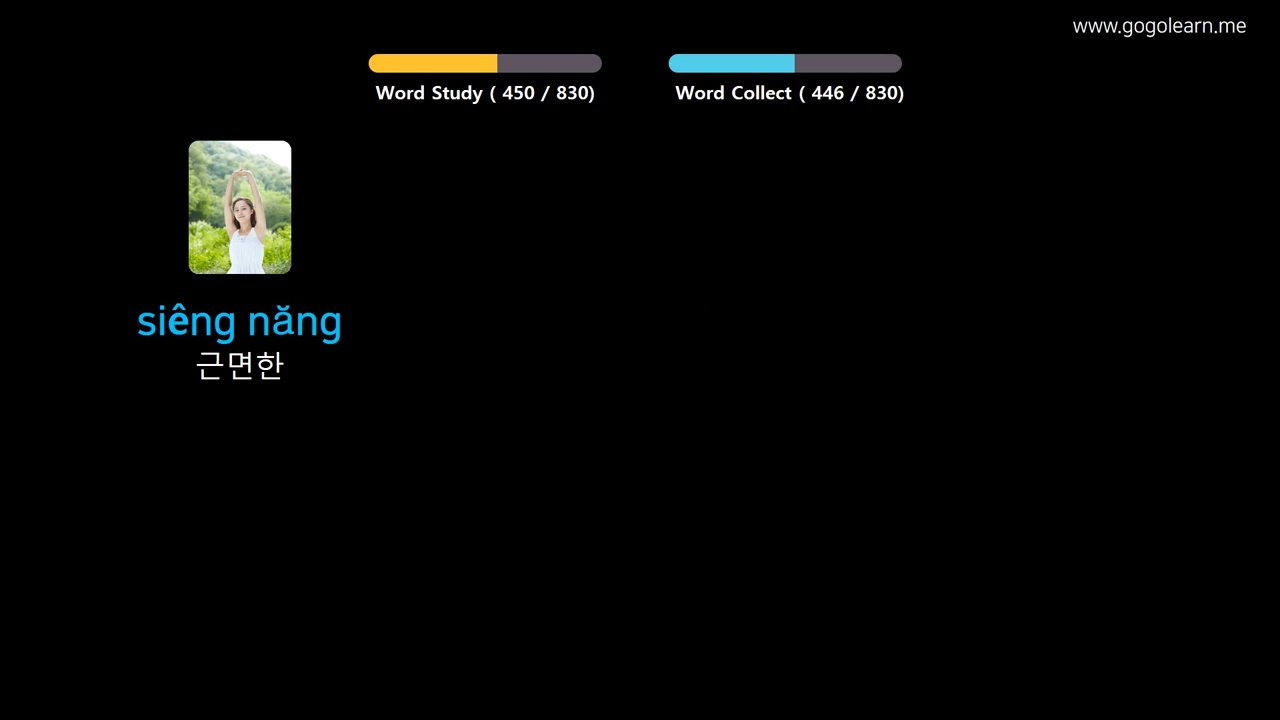 www.gogolearn.me
Word Study ( 450 / 830)
Word Collect ( 446 / 830)
siêng năng
근면한